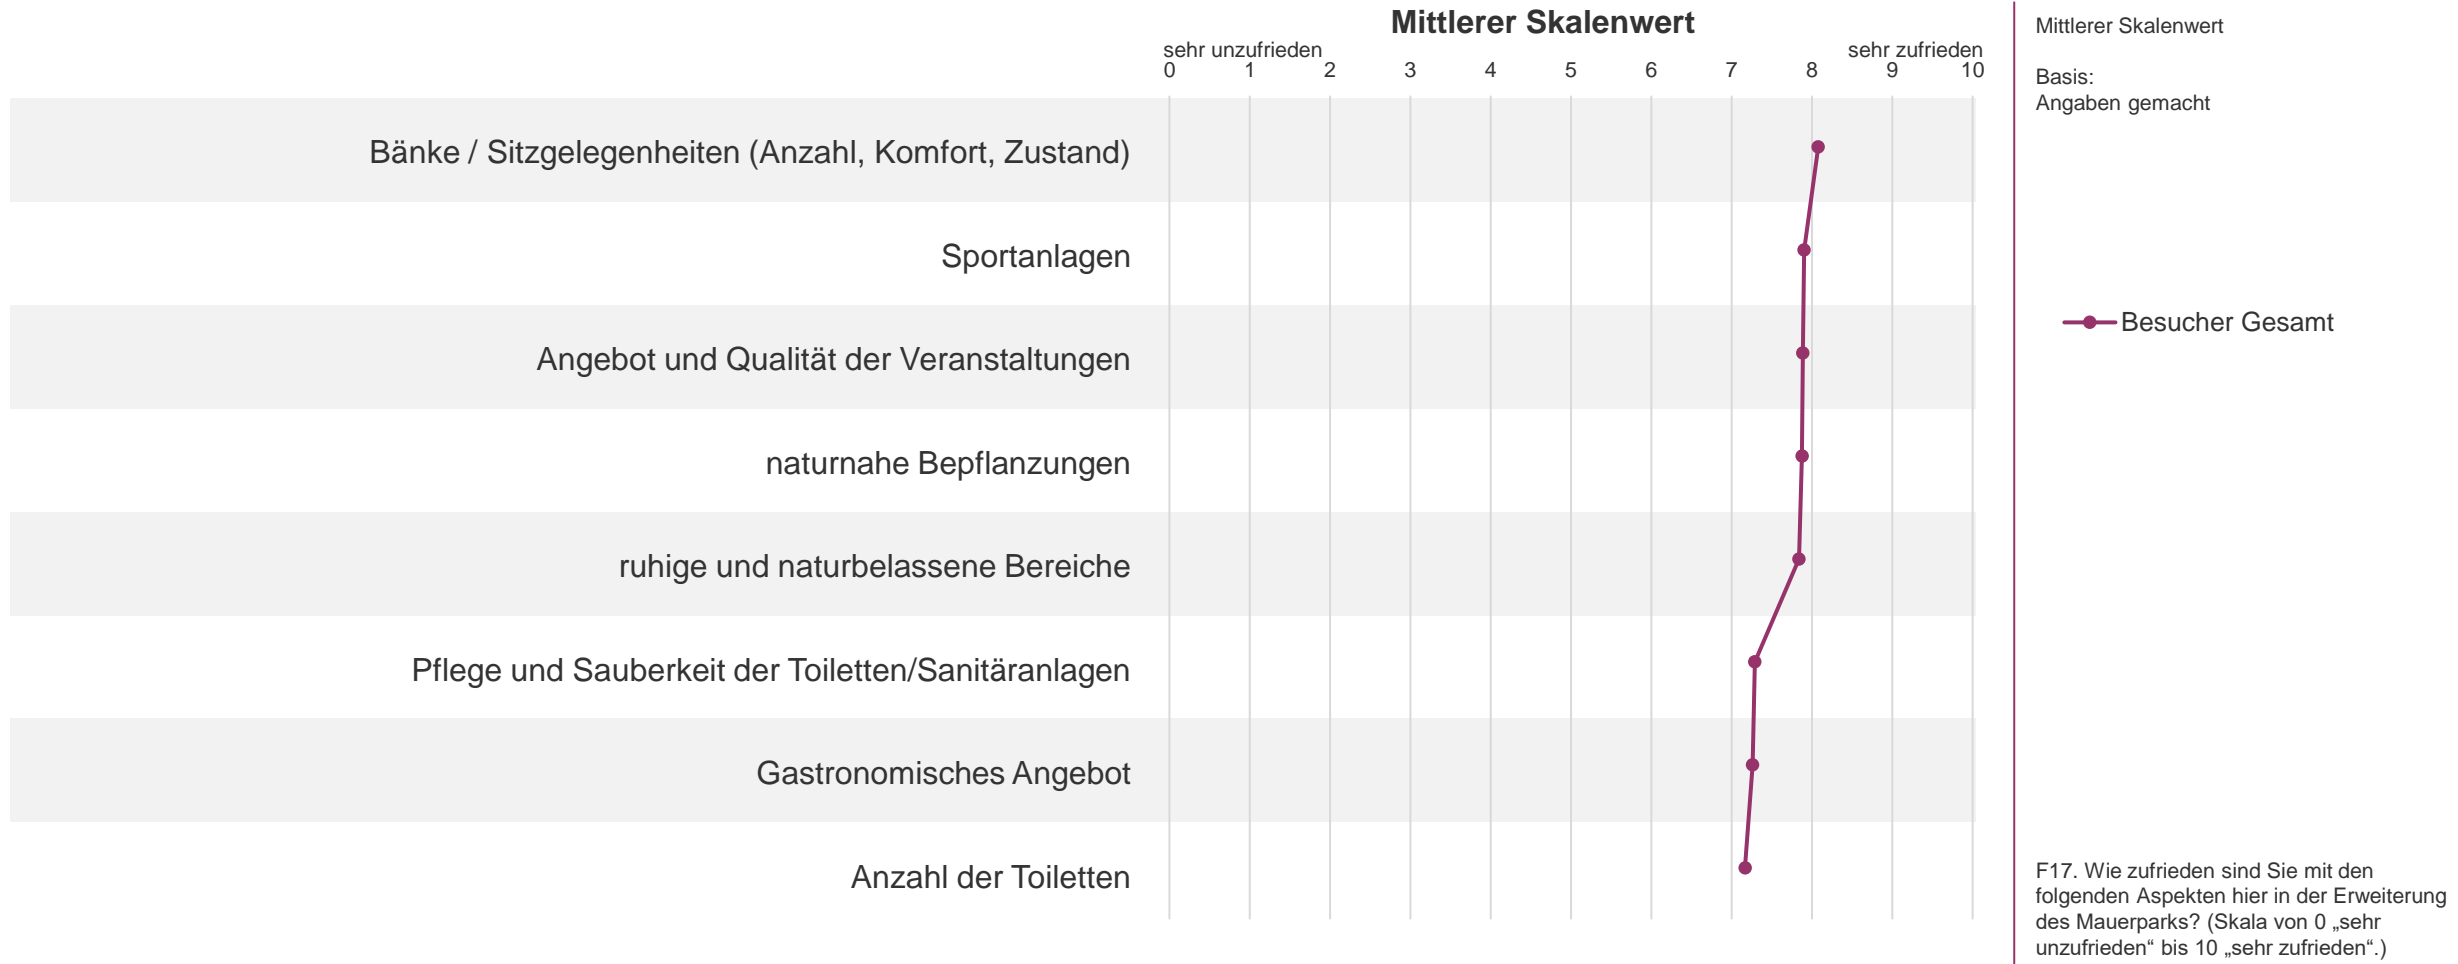 Mittlerer Skalenwert
sehr unzufrieden
sehr zufrieden
0 1 2 3 4 5 6 7 8 9 10
Bänke / Sitzgelegenheiten (Anzahl, Komfort, Zustand)
Sportanlagen
Angebot und Qualität der Veranstaltungen
naturnahe Bepflanzungen
ruhige und naturbelassene Bereiche
Pflege und Sauberkeit der Toiletten/Sanitäranlagen
Gastronomisches Angebot
Anzahl der Toiletten
Mittlerer Skalenwert
Basis:
Angaben gemacht
Besucher Gesamt
F17. Wie zufrieden sind Sie mit den
folgenden Aspekten hier in der Erweiterung
des Mauerparks? (Skala von 0 „sehr
unzufrieden“ bis 10 „sehr zufrieden“.)